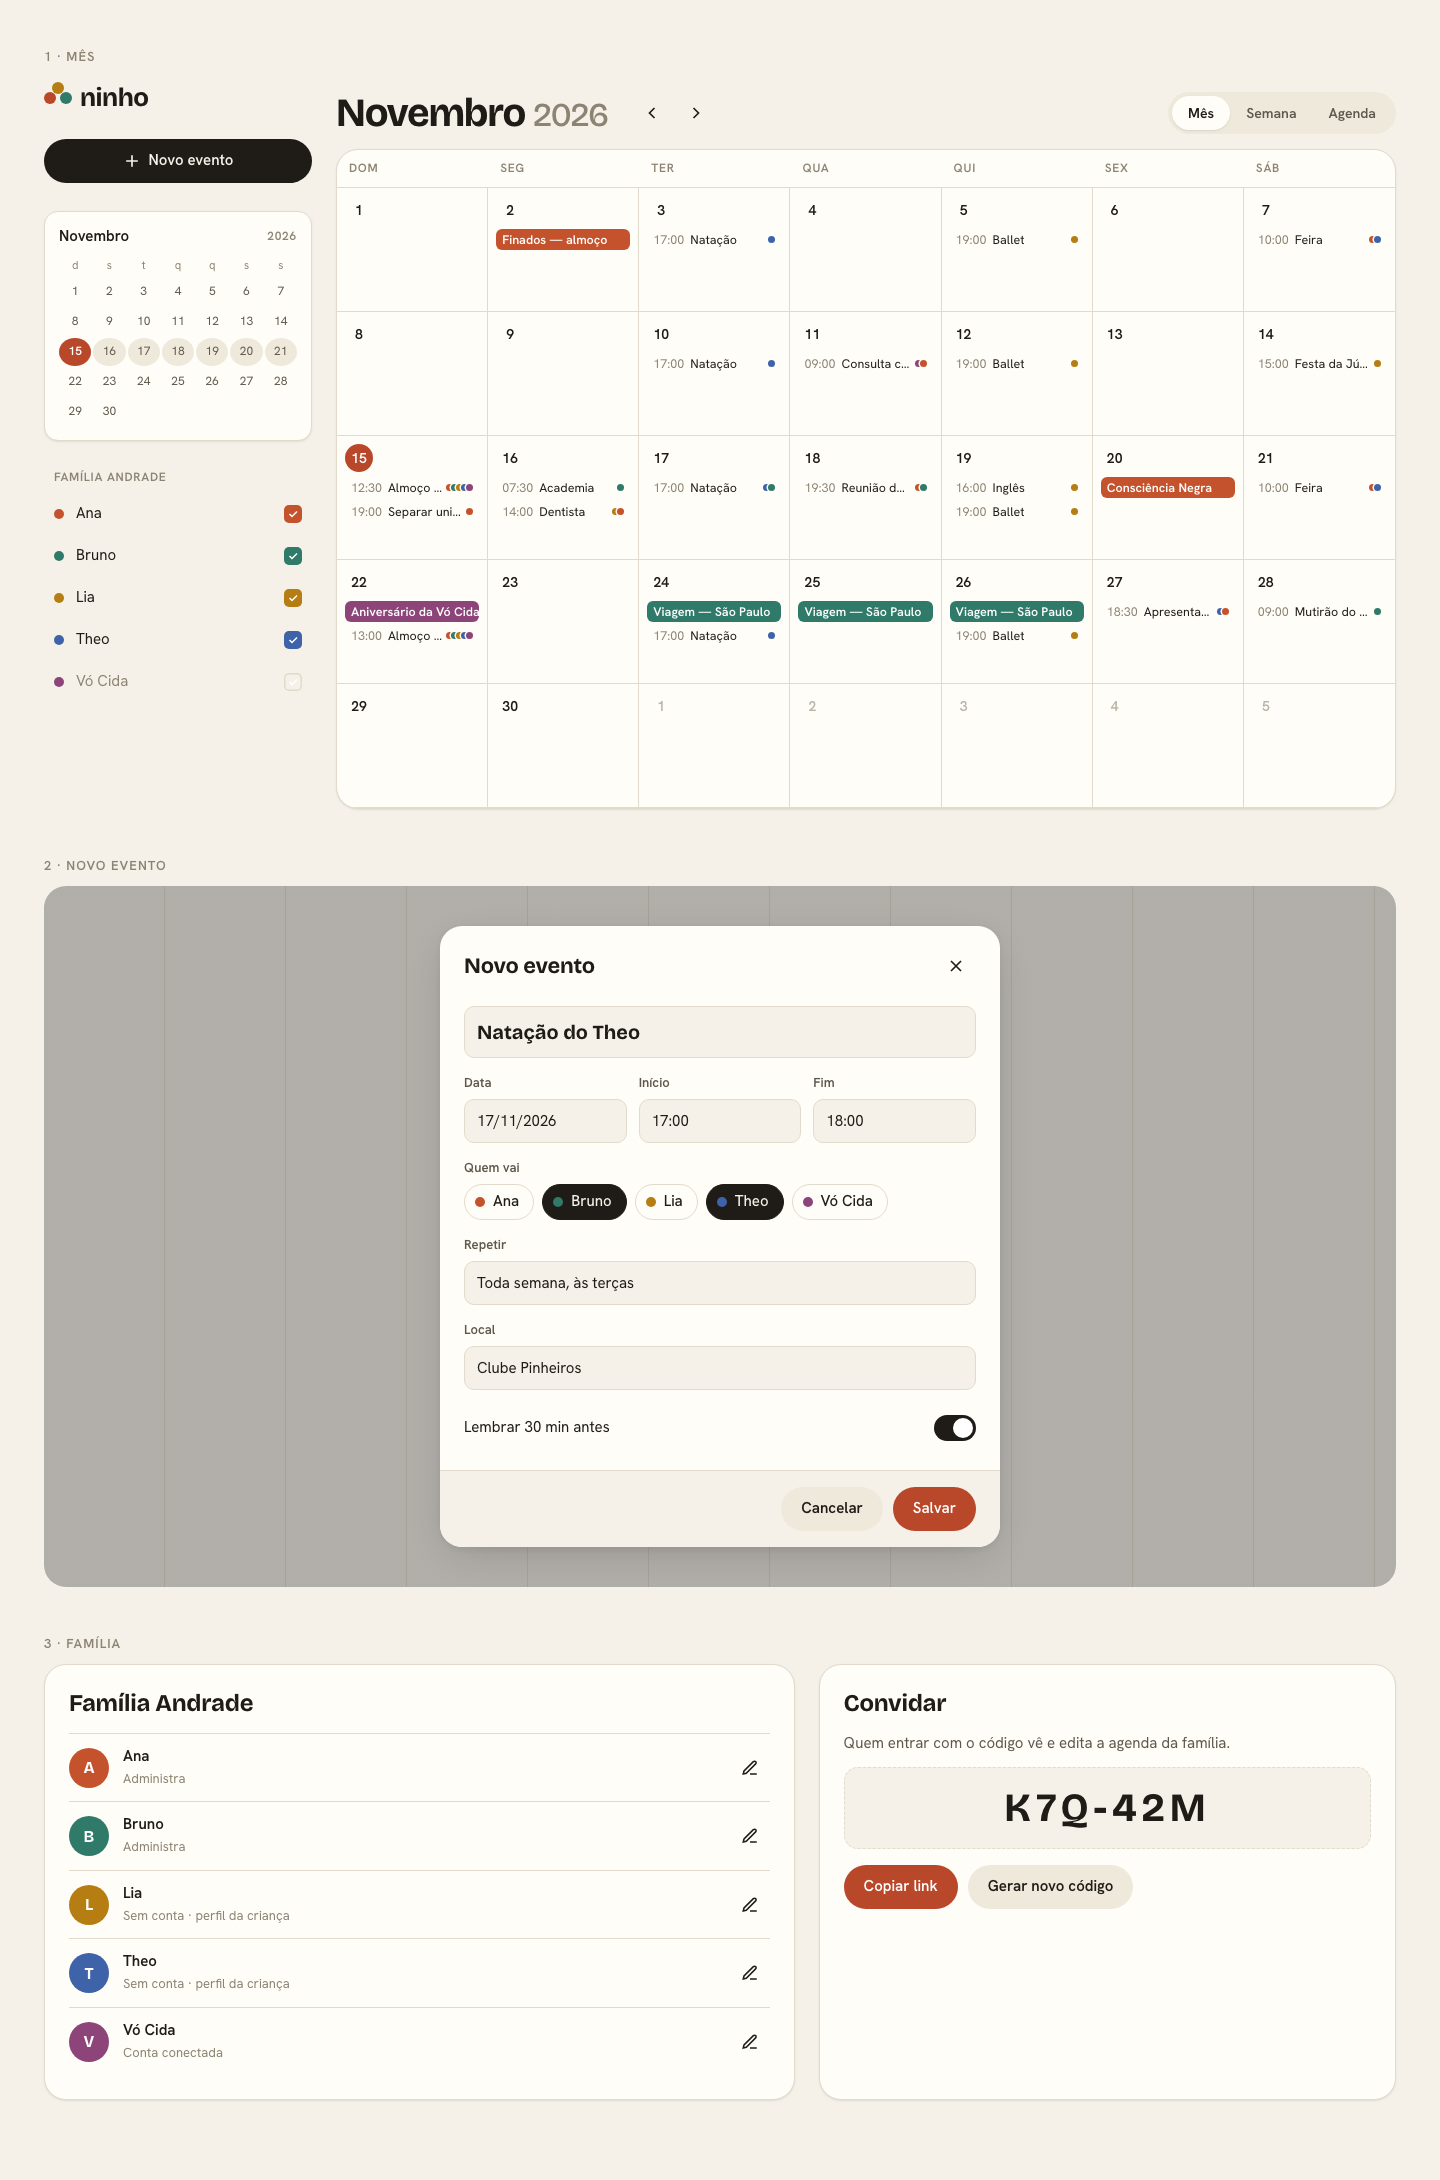 1 · MÊS
ninho
Novembro 2026
Mês Semana Agenda
+ Novo evento
Novembro 2026
d s t q q s s
1 2 3 4 5 6 7
8 9 10 11 12 13 14
15 16 17 18 19 20 21
22 23 24 25 26 27 28
29 30
FAMÍLIA ANDRADE
Ana
Bruno
Lia
Theo
Vó Cida
DOM SEG TER QUA QUI SEX SÁB
1 2 3 4 5 6 7
Finados — almoço 17:00 Natação 19:00 Ballet 10:00 Feira
8 9 10 11 12 13 14
17:00 Natação 09:00 Consulta c... 19:00 Ballet 15:00 Festa da Jú...
15 16 17 18 19 20 21
12:30 Almoço ... 07:30 Academia 17:00 Natação 19:30 Reunião d... 16:00 Inglês Consciência Negra 10:00 Feira
19:00 Separar uni... 14:00 Dentista 19:00 Ballet
22 23 24 25 26 27 28
Aniversário da Vó Cida Viagem — São Paulo Viagem — São Paulo Viagem — São Paulo 18:30 Apresenta... 09:00 Mutirão do ...
13:00 Almoço ... 17:00 Natação 19:00 Ballet
29 30 1 2 3 4 5
2 · NOVO EVENTO
Novo evento
Natação do Theo
Data Início Fim
17/11/2026 17:00 18:00
Quem vai
Ana Bruno Lia Theo Vó Cida
Repetir
Toda semana, às terças
Local
Clube Pinheiros
Lembrar 30 min antes
Cancelar Salvar
3 · FAMÍLIA
Família Andrade
A Ana
Administra
B Bruno
Administra
L Lia
Sem conta · perfil da criança
T Theo
Sem conta · perfil da criança
V Vó Cida
Conta conectada
Convidar
Quem entrar com o código vê e edita a agenda da família.
K7Q-42M
Copiar link Gerar novo código